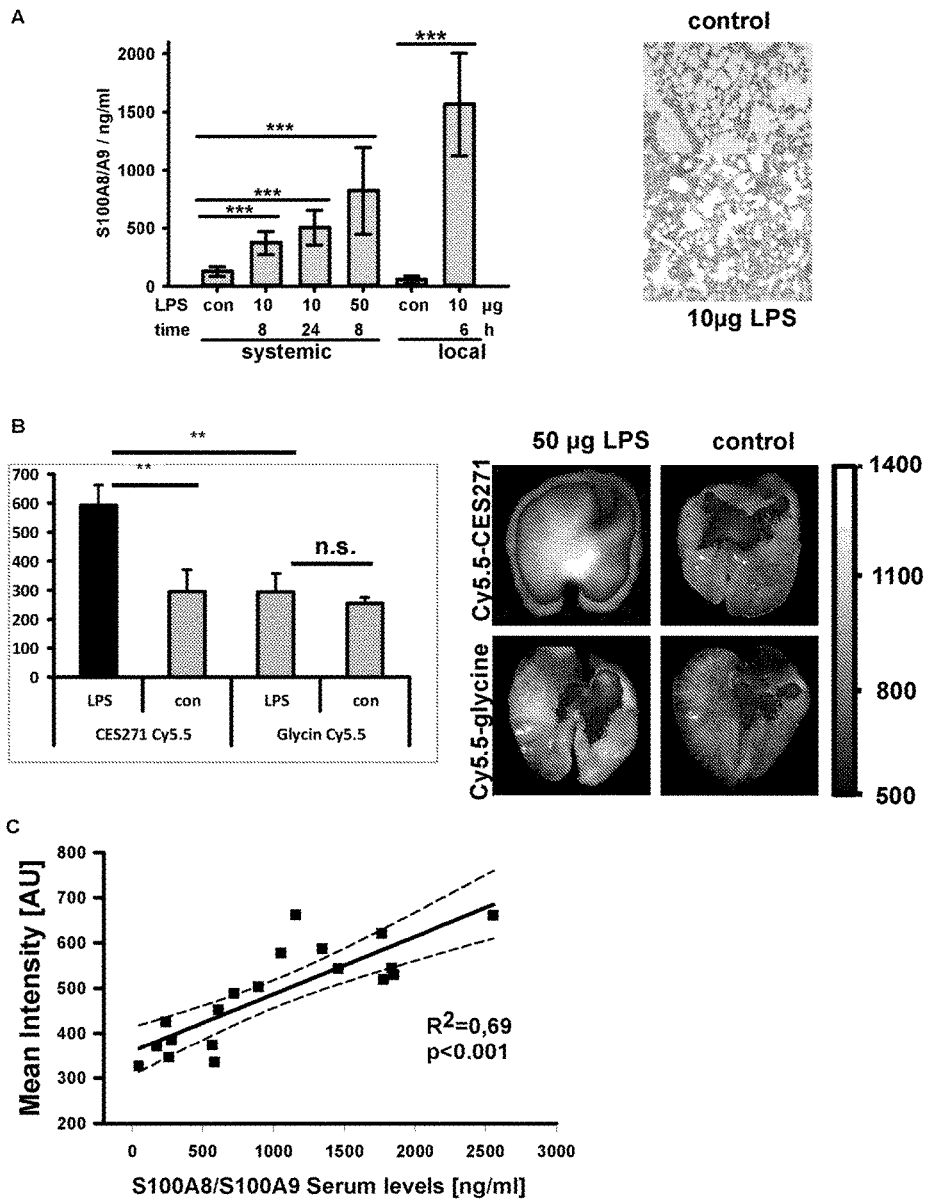 A
control
***
***
2000
1500
1000
500
0
S100A8/A9 / ng/ml
***
***
***
LPS con 10 10 50 con 10 µg
time 8 24 8 6 h
systemic local
10µg LPS
B
**
**
n.s.
700
600
500
400
300
200
100
0
LPS con LPS con
CES271 Cy5.5 Glycin Cy5.5
50 µg LPS control
Cy5.5-CES271
Cy5.5-glycine
1400
1100
800
500
C
800
700
600
500
400
300
200
Mean Intensity [AU]
R2=0,69
p<0.001
0 500 1000 1500 2000 2500 3000
S100A8/S100A9 Serum levels [ng/ml]